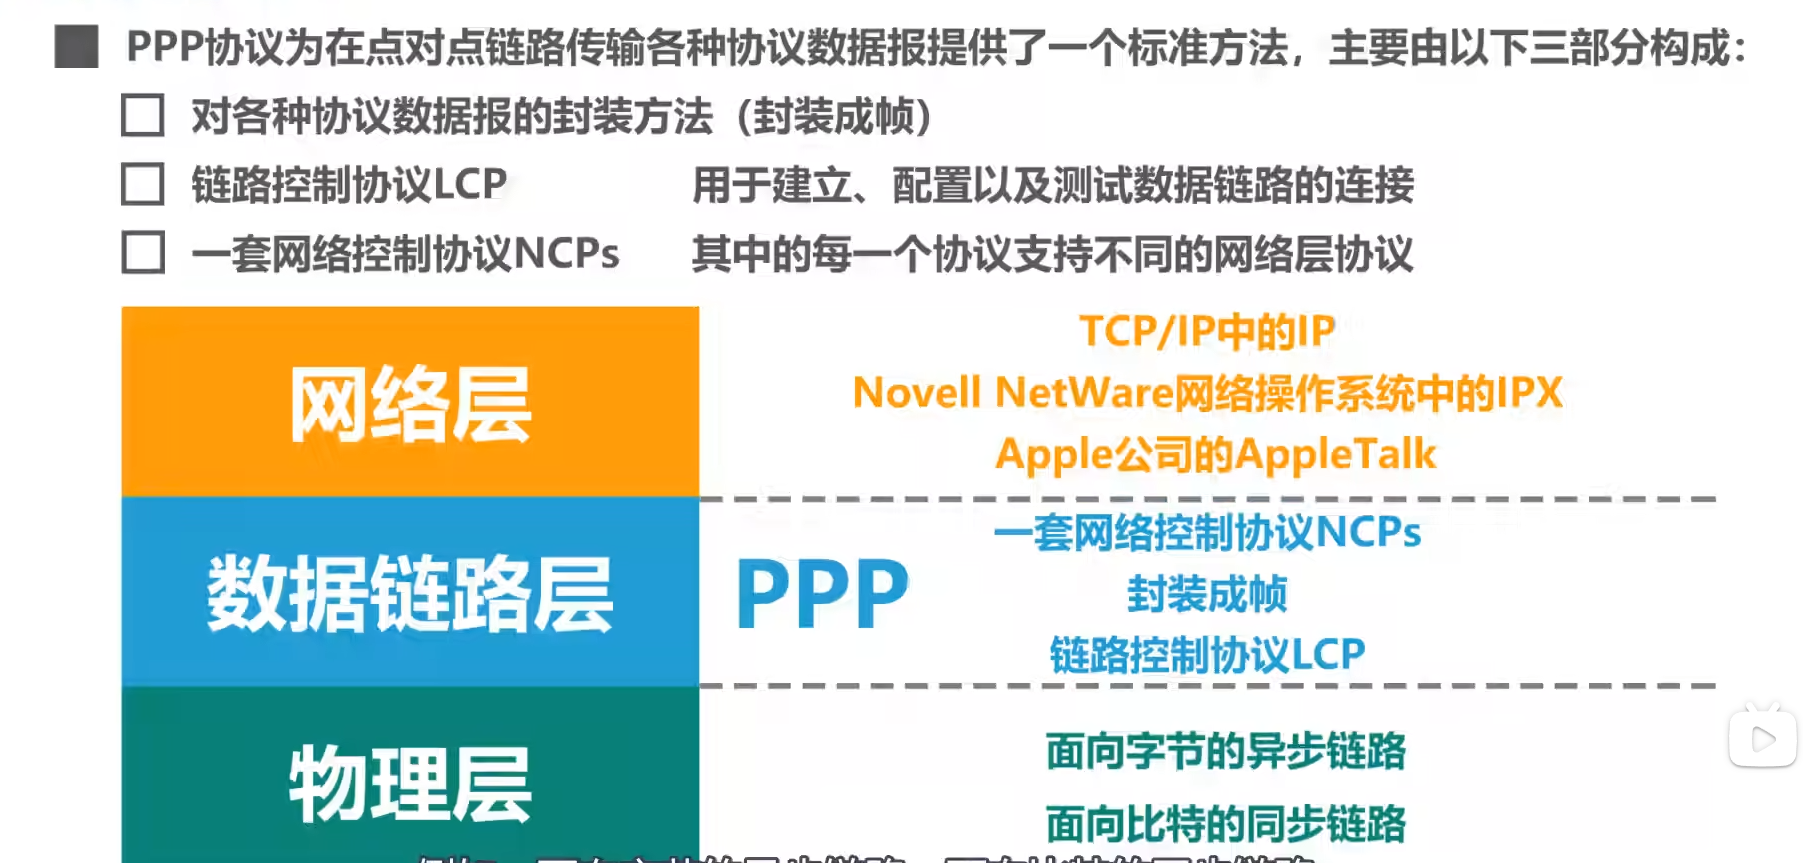 PPP协议为在点对点链路传输各种协议数据报提供了一个标准方法，主要由以下三部分构成：
对各种协议数据报的封装方法（封装成帧）
链路控制协议LCP 用于建立、配置以及测试数据链路的连接
一套网络控制协议NCPs 其中的每一个协议支持不同的网络层协议
网络层
TCP/IP中的IP
Novell NetWare网络操作系统中的IPX
Apple公司的AppleTalk
数据链路层
PPP
一套网络控制协议NCPs
封装成帧
链路控制协议LCP
物理层
面向字节的异步链路
面向比特的同步链路